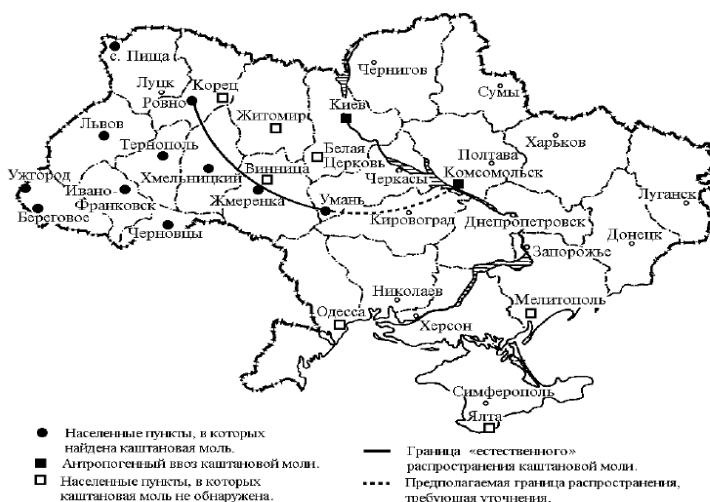 с. Пища
Чернигов
Луцк
Корец
Сумы
Ровно
Киев
Житомир
Львов
Белая
Церковь
Харьков
Тернополь
Полтава
Комсомольск
Ужгород
Хмельницкий
Винница
Черкасы
Луганск
Ивано-
Франковск
Умань
Береговое
Жмеренка
Кировоград
Днепропетровск
Черновцы
Донецк
Запорожье
Николаев
Мелитополь
Одесса
Херсон
Симферополь
Ялта
Населенные пункты, в которых
найдена каштановая моль.
Антропогенный ввоз каштановой моли.
Населенные пункты, в которых
каштановая моль не обнаружена.
Граница «естественного»
распространения каштановой моли.
Предполагаемая граница распространения,
требующая уточнения.